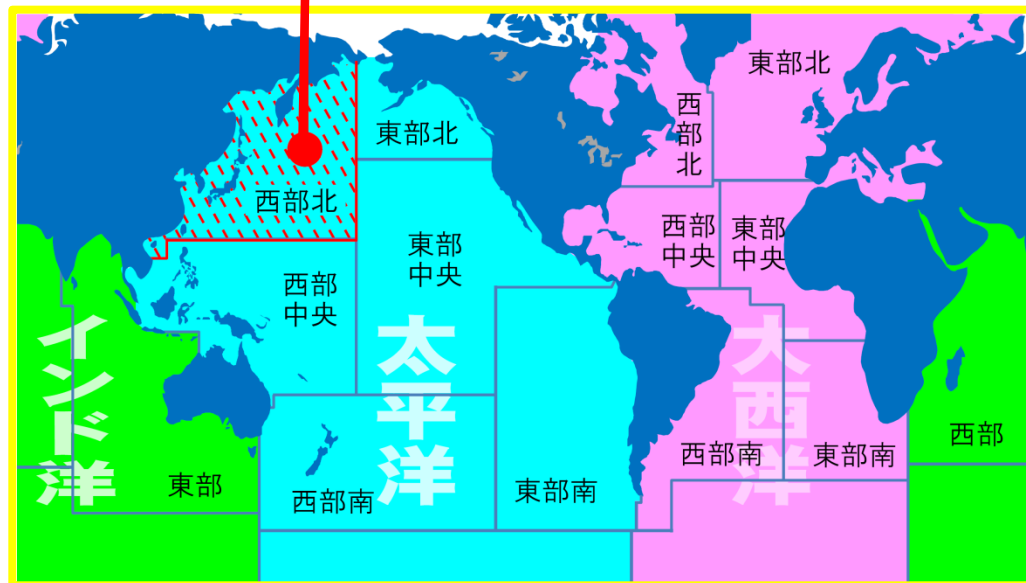 東部北
西
部
北
東部北
西部北
東部
中央
西部
中央
西部
中央
東部
中央
インド洋
太平洋
大西洋
東部
西部南
東部南
西部南
東部南
西部